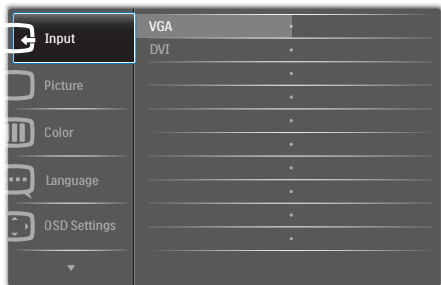 Input
Picture
Color
Language
OSD Settings
VGA
DVI